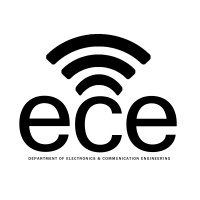 ece
DEPARTMENT OF ELECTRONICS & COMMUNICATION ENGINEERING